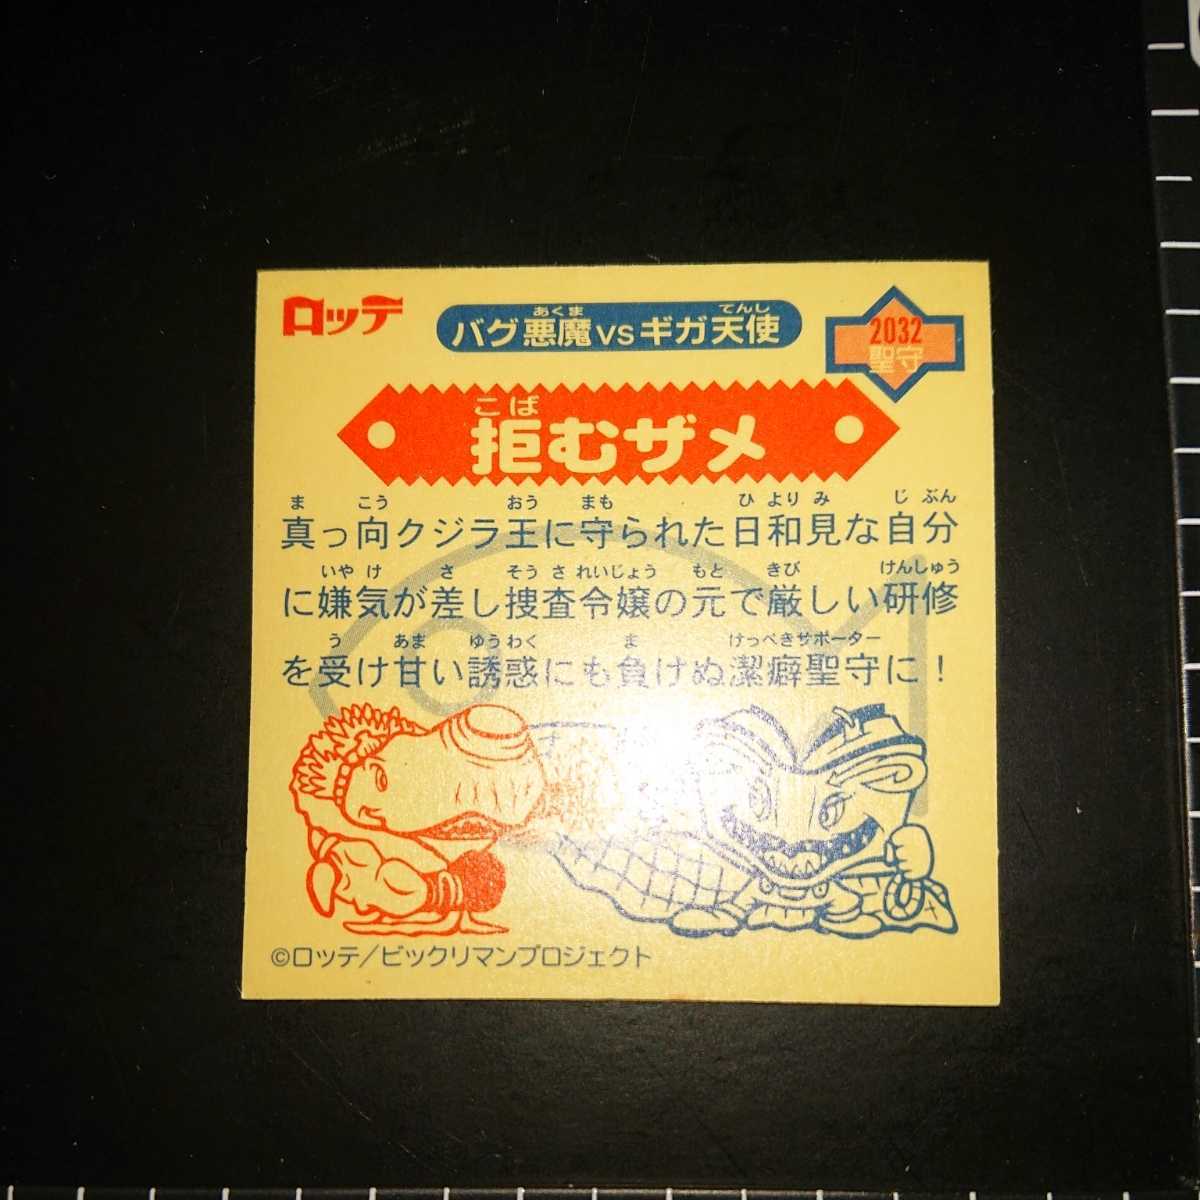 ロッテ
バグ悪魔vsギガ天使
あくま てんし
2032
聖守
こば
拒むザメ
ま こう おう まも ひ より み じ ぶん
真っ向クジラ王に守られた日和見な自分
いや け さ そう さ れいじょう もと きび けんしゅう
に嫌気が差し捜査令嬢の元で厳しい研修
う あま ゆうわく ま けっぺきサポーター
を受け甘い誘惑にも負けぬ潔癖聖守に！
©ロッテ/ビックリマンプロジェクト